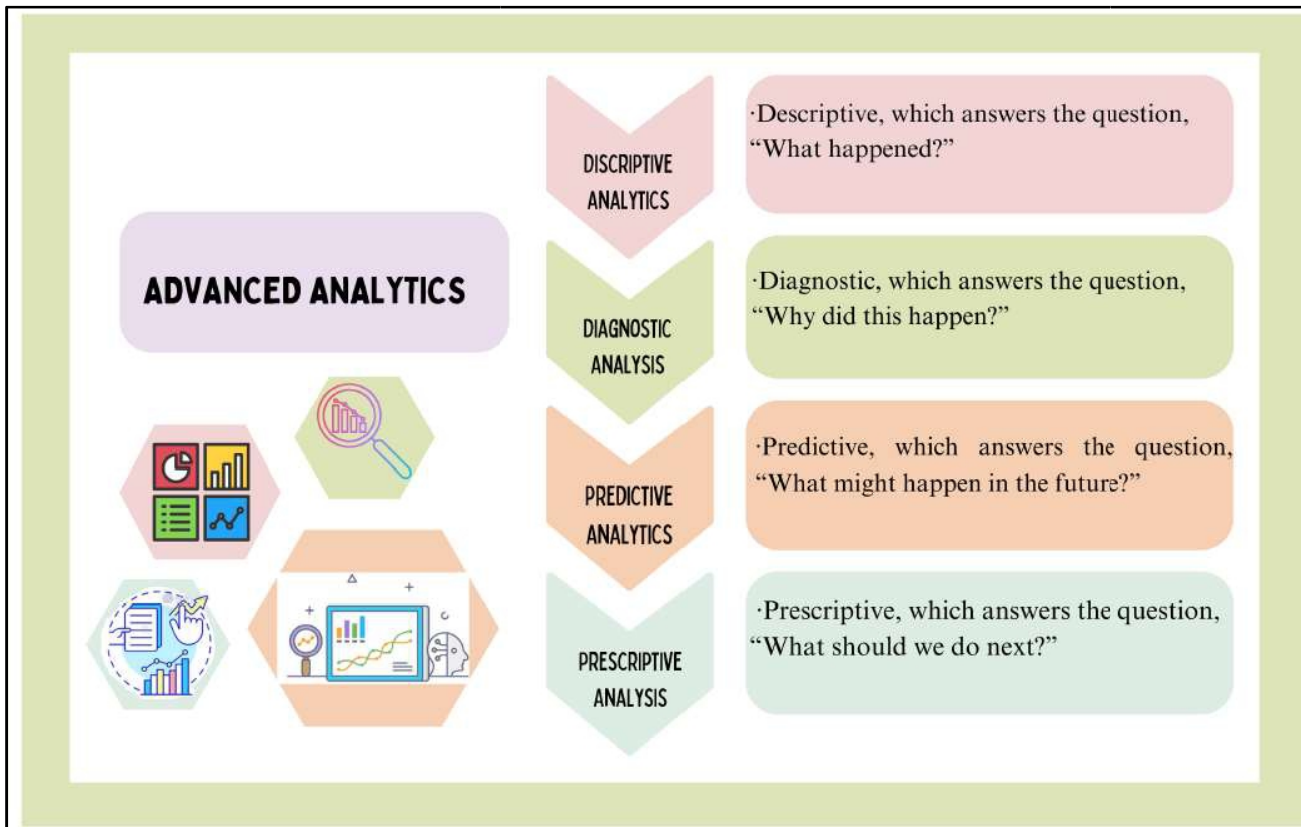 ADVANCED ANALYTICS
DISCRIPTIVE
ANALYTICS
·Descriptive, which answers the question,
“What happened?”
DIAGNOSTIC
ANALYSIS
·Diagnostic, which answers the question,
“Why did this happen?”
PREDICTIVE
ANALYTICS
·Predictive, which answers the question,
“What might happen in the future?”
PRESCRIPTIVE
ANALYSIS
·Prescriptive, which answers the question,
“What should we do next?”